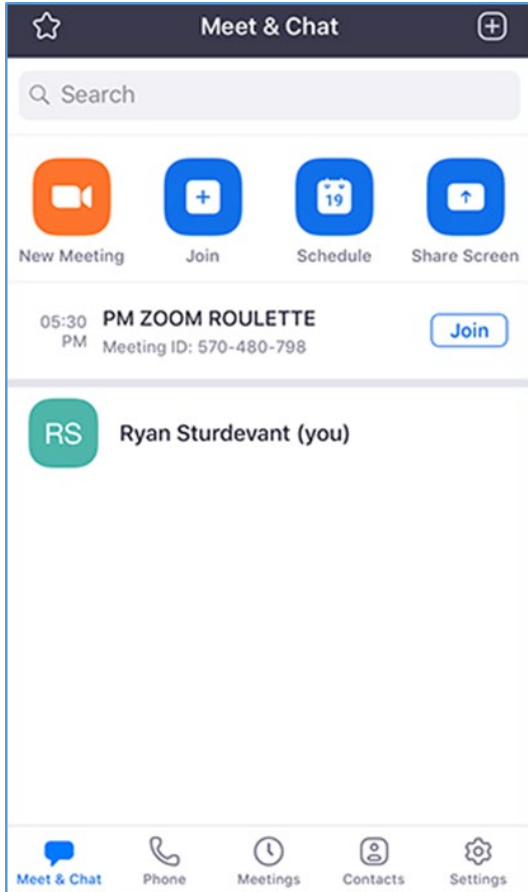 Meet & Chat
Search
19
New Meeting Join Schedule Share Screen
05:30 PM ZOOM ROULETTE
PM Meeting ID: 570-480-798
Join
RS Ryan Sturdevant (you)
Meet & Chat Phone Meetings Contacts Settings